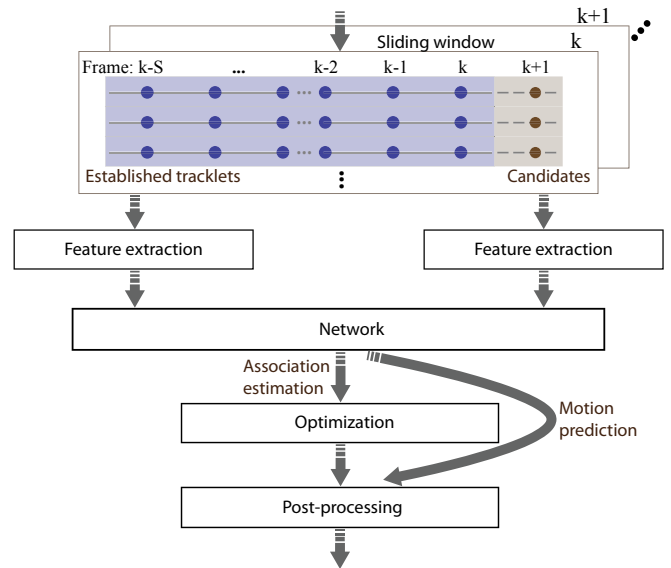 k+1
Sliding window k
Frame: k-S ... k-2 k-1 k k+1
Established tracklets Candidates
Feature extraction Feature extraction
Network
Association
estimation
Motion
prediction
Optimization
Post-processing